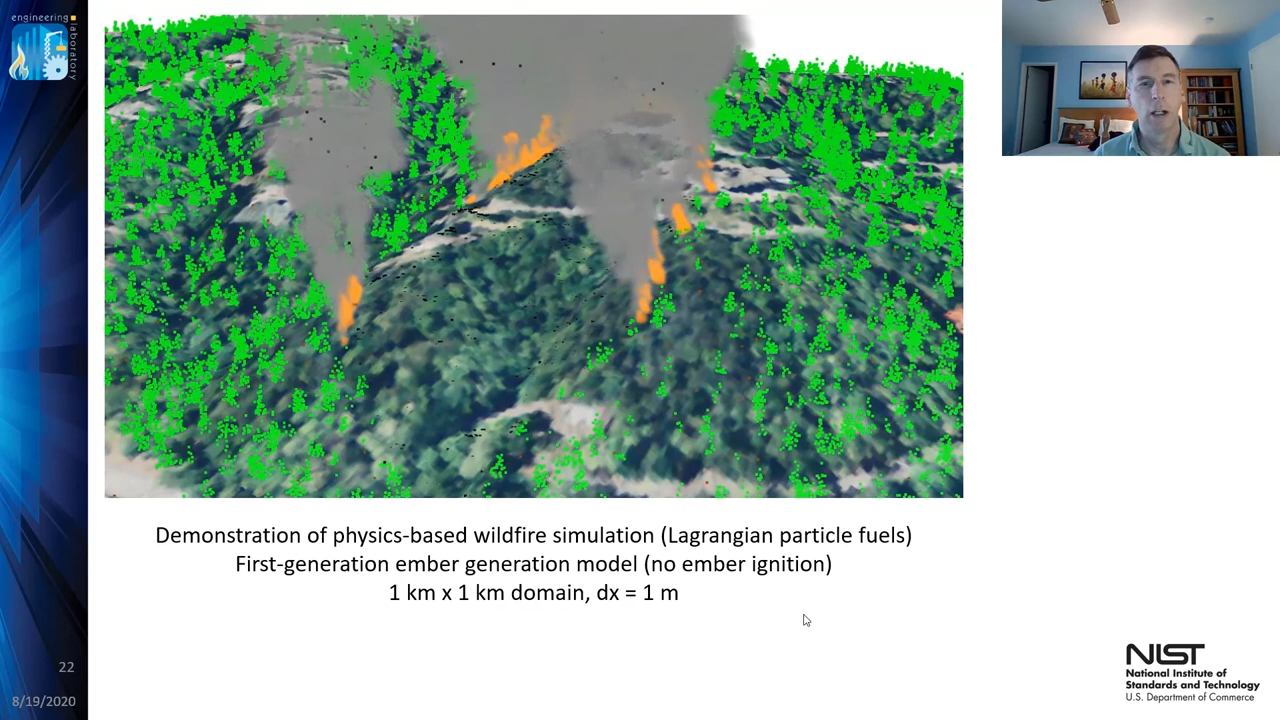 engineering
laboratory
Demonstration of physics-based wildfire simulation (Lagrangian particle fuels)
First-generation ember generation model (no ember ignition)
1 km x 1 km domain, dx = 1 m
22
8/19/2020
NIST
National Institute of
Standards and Technology
U.S. Department of Commerce